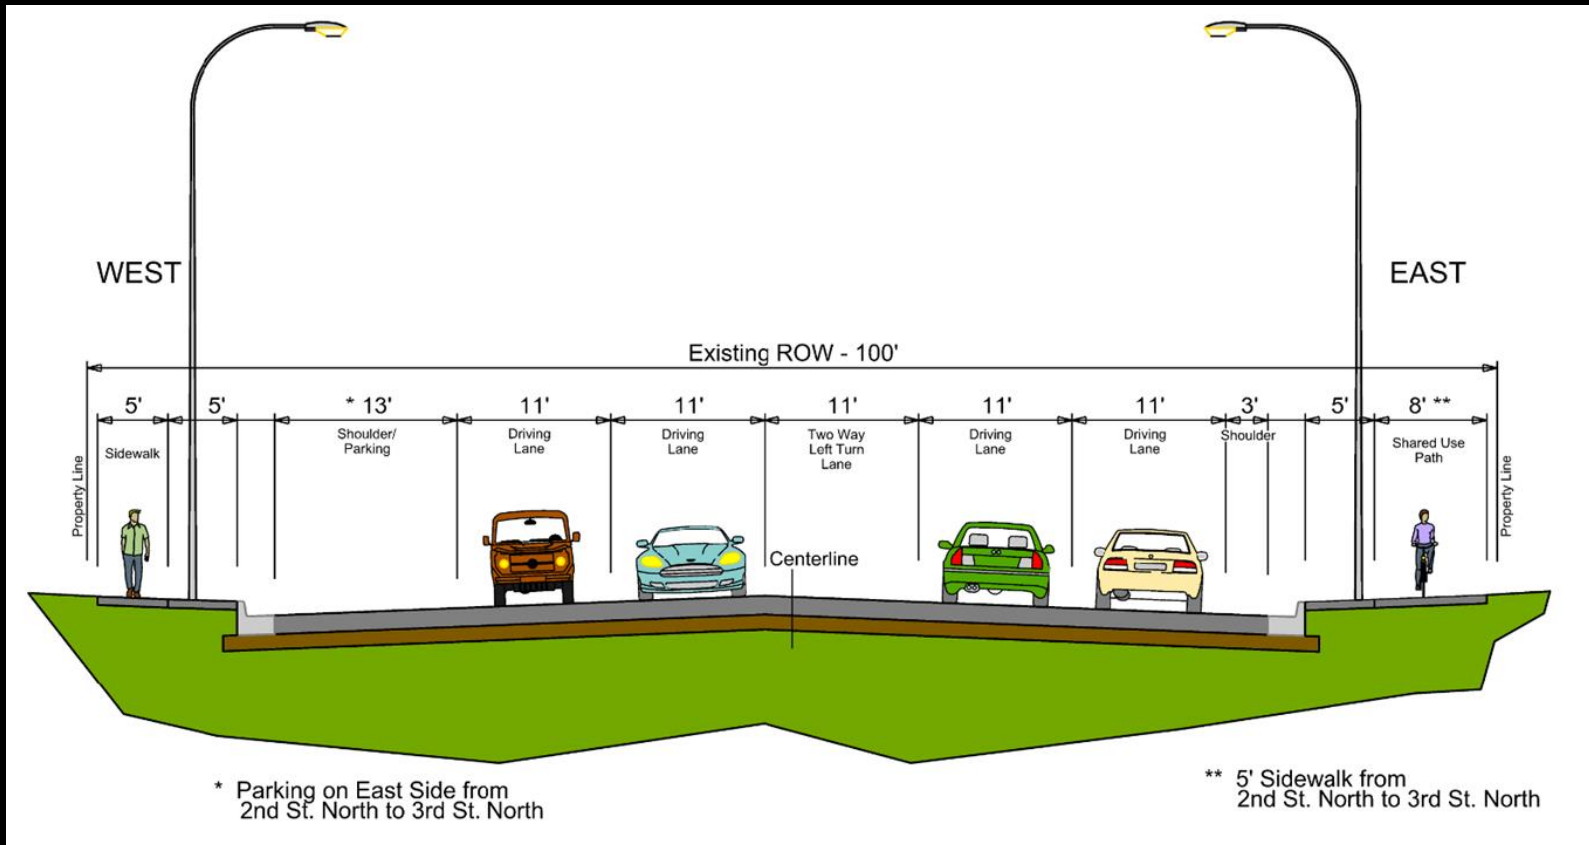 WEST
EAST
Existing ROW - 100'
5'
5'
* 13'
11'
11'
11'
11'
11'
3'
5'
8' **
Property Line
Sidewalk
Shoulder/
Parking
Driving
Lane
Driving
Lane
Two Way
Left Turn
Lane
Driving
Lane
Driving
Lane
Shoulder
Shared Use
Path
Property Line
Centerline
* Parking on East Side from
2nd St. North to 3rd St. North
** 5' Sidewalk from
2nd St. North to 3rd St. North